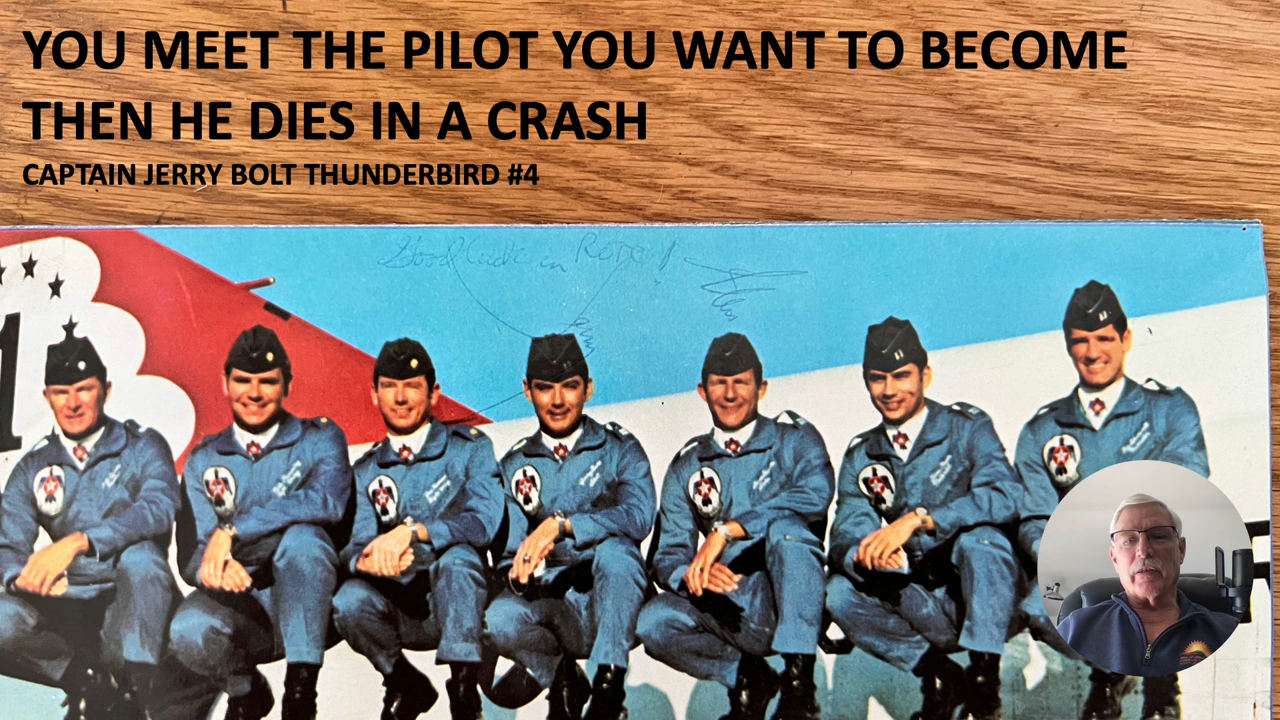 YOU MEET THE PILOT YOU WANT TO BECOME
THEN HE DIES IN A CRASH
CAPTAIN JERRY BOLT THUNDERBIRD #4
Good Luck in
1